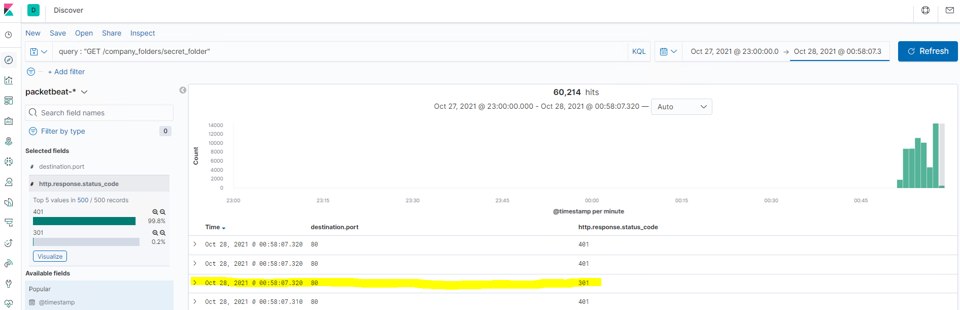 D Discover
New Save Open Share Inspect
query : "GET /company_folders/secret_folder" KQL Oct 27, 2021 @ 23:00:00.0 → Oct 28, 2021 @ 00:58:07.3 Refresh
+ Add filter
packetbeat-*
Search field names
Filter by type 0
Selected fields
# destination.port
# http.response.status_code
Top 5 values in 500 / 500 records
401
99.8%
301
0.2%
Visualize
Available fields
Popular
@timestamp
60,214 hits
Oct 27, 2021 @ 23:00:00.000 - Oct 28, 2021 @ 00:58:07.320 — Auto
Count
14000
12000
10000
8000
6000
4000
2000
0
23:00 23:15 23:30 23:45 00:00 00:15 00:30 00:45
@timestamp per minute
Time destination.port http.response.status_code
> Oct 28, 2021 @ 00:58:07.320 80 401
> Oct 28, 2021 @ 00:58:07.320 80 401
> Oct 28, 2021 @ 00:58:07.320 80 301
> Oct 28, 2021 @ 00:58:07.310 80 401